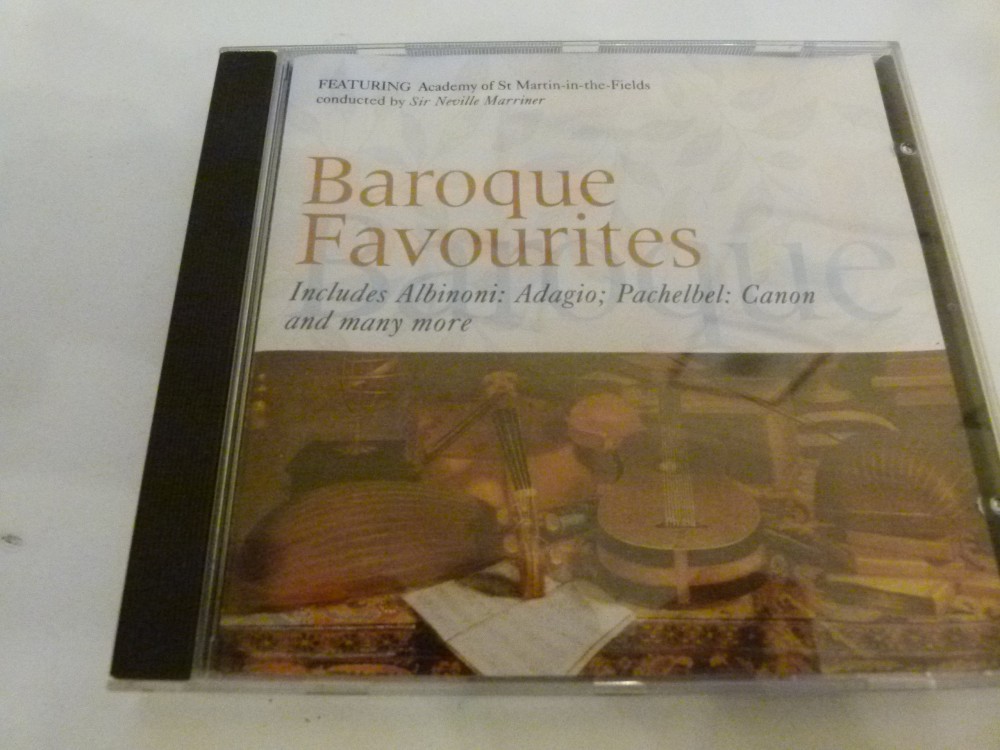 FEATURING Academy of St Martin-in-the-Fields
conducted by Sir Neville Marriner
Baroque
Favourites
Includes Albinoni: Adagio; Pachelbel: Canon
and many more
Baroque